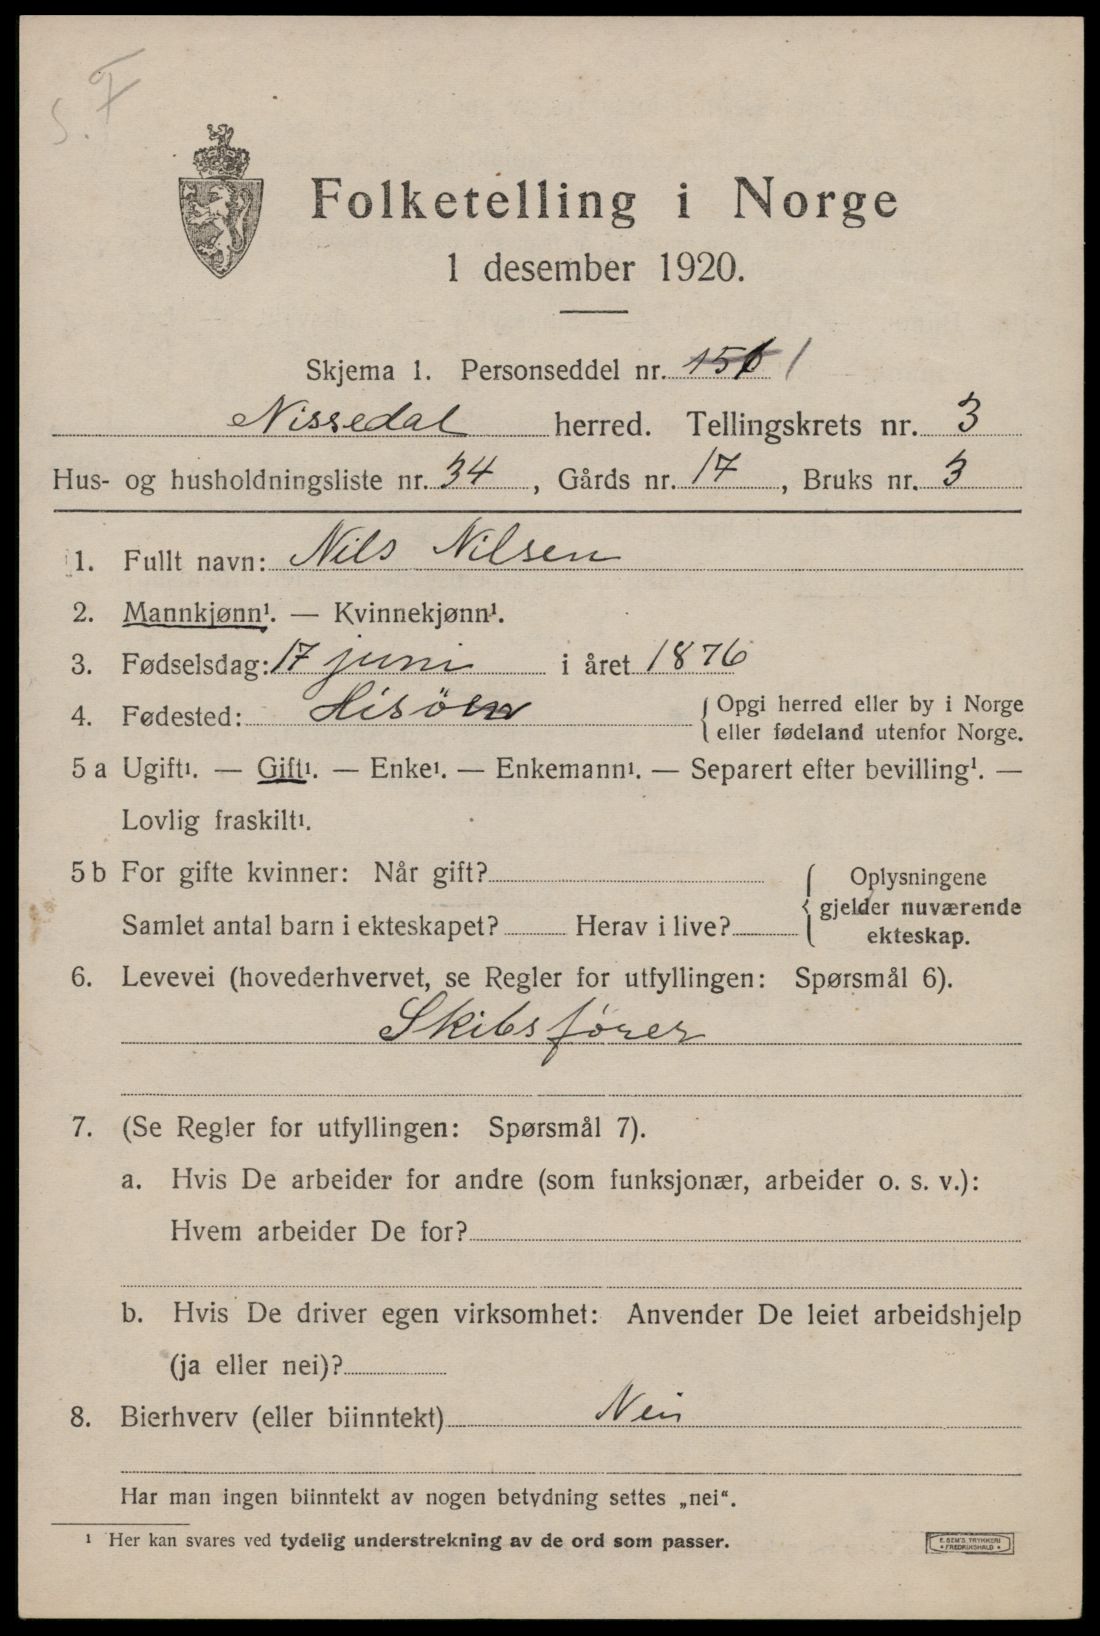 s. F
Folketelling i Norge
1 desember 1920.
Skjema 1. Personseddel nr. 151 1
Nissedal herred. Tellingskrets nr. 3
Hus- og husholdningsliste nr. 34, Gårds nr. 17, Bruks nr. 3
1. Fullt navn: Nils Nilsen
2. Mannkjønn¹. — Kvinnekjønn¹.
3. Fødselsdag: 17 juni i året 1876
4. Fødested: Hisöen { Opgi herred eller by i Norge
eller fødeland utenfor Norge.
5 a Ugift¹. — Gift¹. — Enke¹. — Enkemann¹. — Separert efter bevilling¹. —
Lovlig fraskilt¹.
5 b For gifte kvinner: Når gift?
Samlet antal barn i ekteskapet? Herav i live?
{ Oplysningene
gjelder nuværende
ekteskap.
6. Levevei (hovederhvervet, se Regler for utfyllingen: Spørsmål 6).
Skibsfører
7. (Se Regler for utfyllingen: Spørsmål 7).
a. Hvis De arbeider for andre (som funksjonær, arbeider o. s. v.):
Hvem arbeider De for?
b. Hvis De driver egen virksomhet: Anvender De leiet arbeidshjelp
(ja eller nei)?
8. Bierhverv (eller biinntekt) Nei
Har man ingen biinntekt av nogen betydning settes „nei“.
¹ Her kan svares ved tydelig understrekning av de ord som passer.
E. SEM'S TRYKKERI
• FREDRIKSHALD •